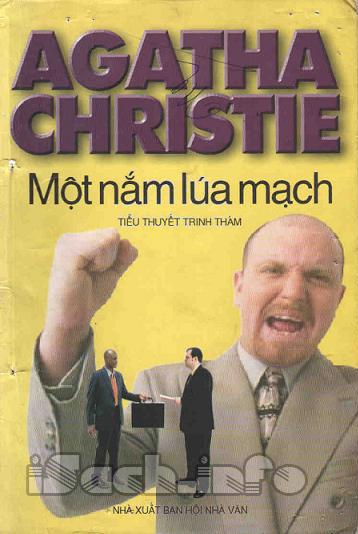 AGATHA
CHRISTIE
Một nắm lúa mạch
TIỂU THUYẾT TRINH THÁM
iSach.info
NHÀ XUẤT BẢN HỘI NHÀ VĂN